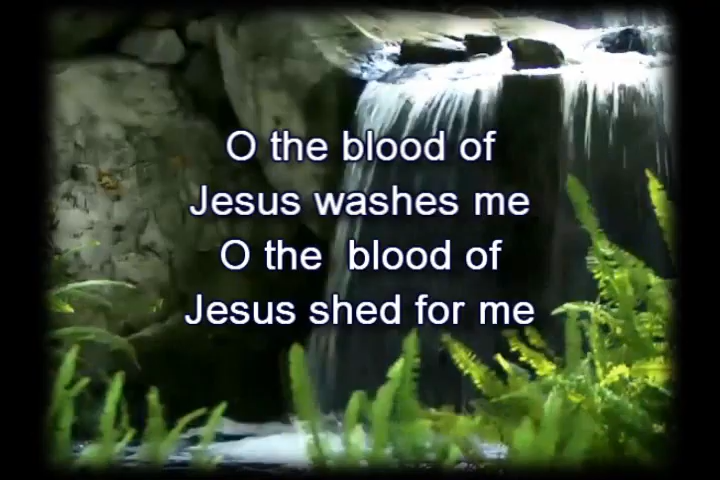 O the blood of
Jesus washes me
O the  blood of
Jesus shed for me